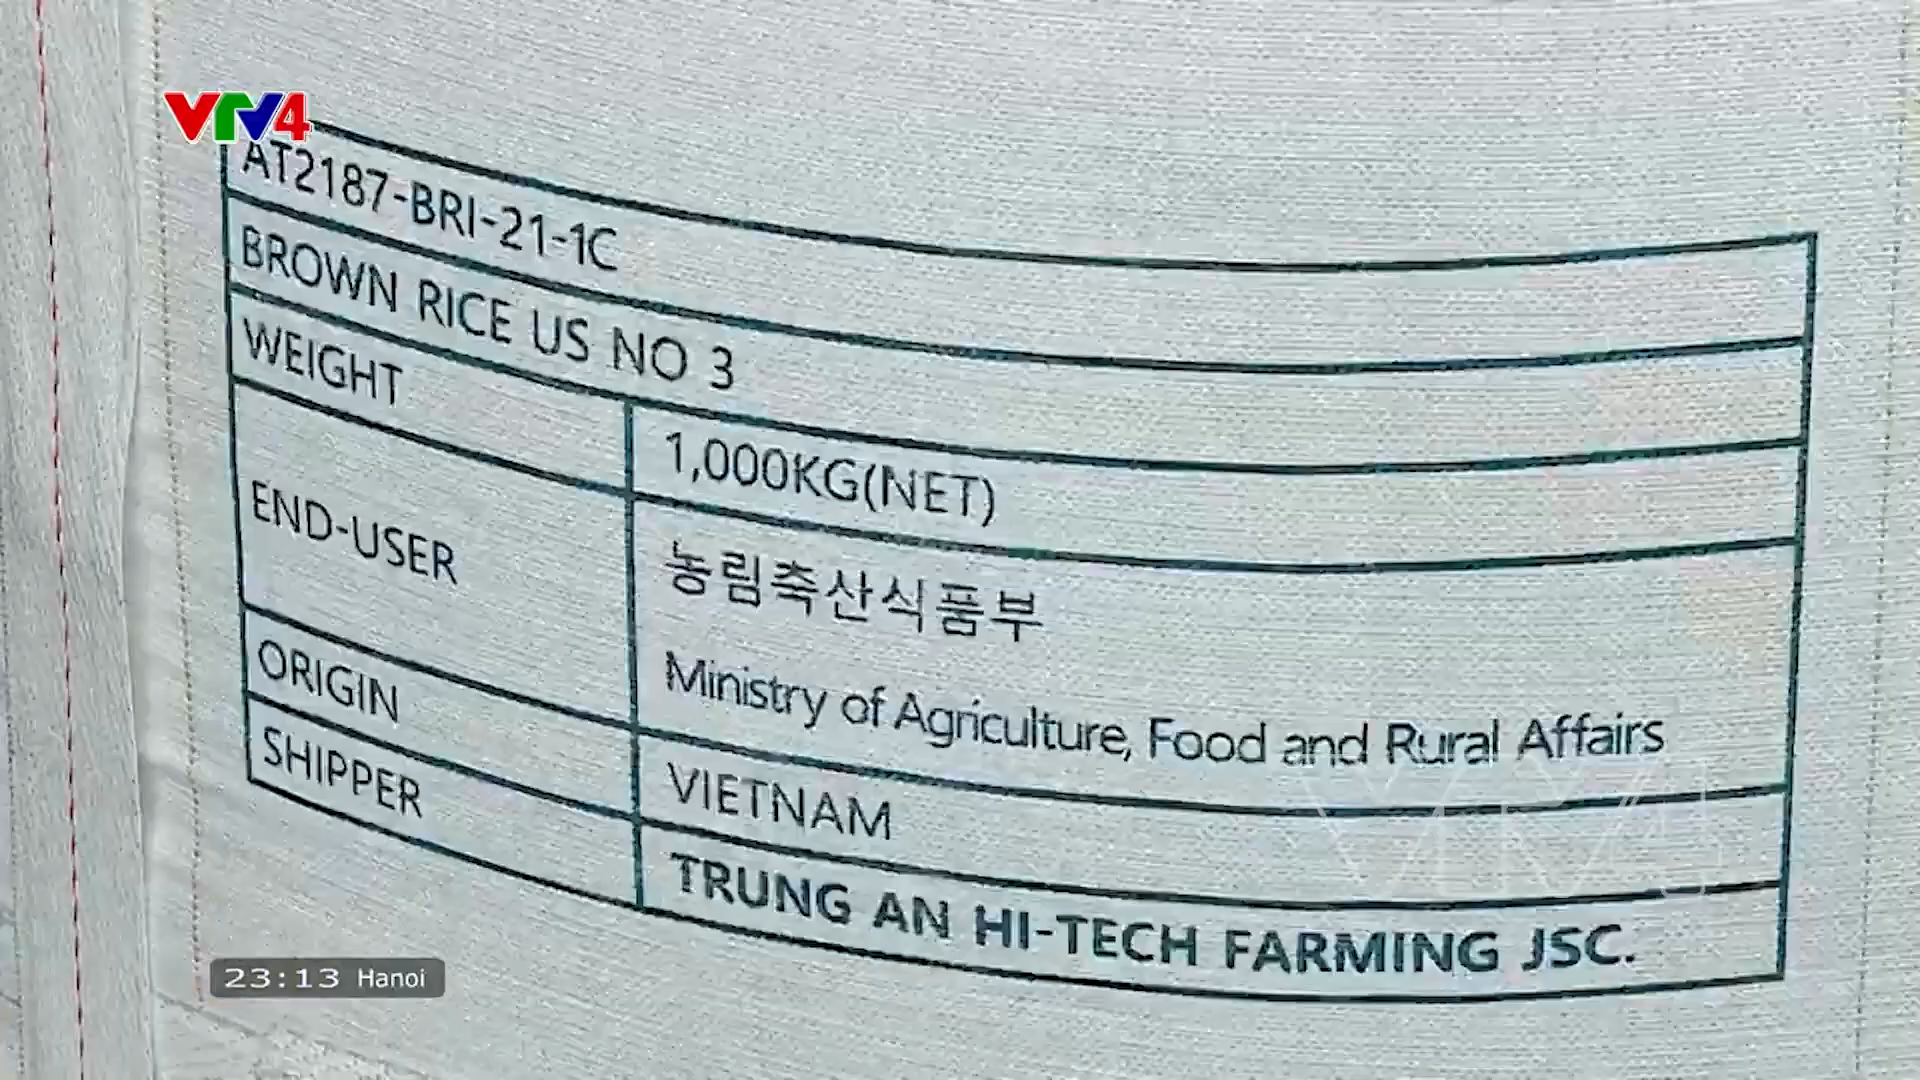 VTV4
AT2187-BRI-21-1C
BROWN RICE US NO 3
WEIGHT
1,000KG(NET)
END-USER
농림축산식품부
Ministry of Agriculture, Food and Rural Affairs
ORIGIN
VIETNAM
SHIPPER
TRUNG AN HI-TECH FARMING JSC.
VTV4
23:13 Hanoi